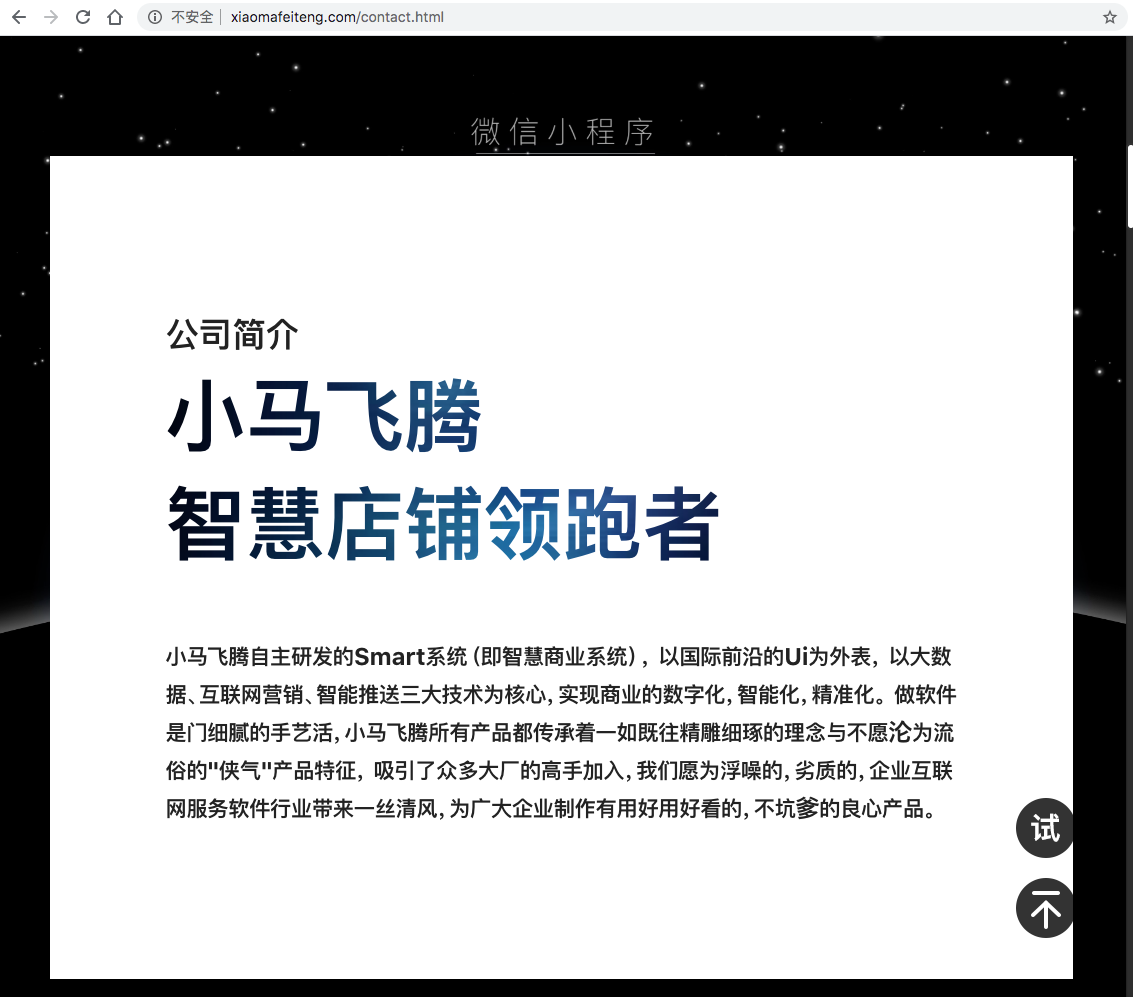 不安全 xiaomafeiteng.com/contact.html
微信小程序
公司简介
小马飞腾
智慧店铺领跑者
小马飞腾自主研发的Smart系统（即智慧商业系统），以国际前沿的Ui为外表，以大数
据、互联网营销、智能推送三大技术为核心，实现商业的数字化，智能化，精准化。做软件
是门细腻的手艺活，小马飞腾所有产品都传承着一如既往精雕细琢的理念与不愿沦为流
俗的"侠气"产品特征，吸引了众多大厂的高手加入，我们愿为浮噪的，劣质的，企业互联
网服务软件行业带来一丝清风，为广大企业制作有用好用好看的，不坑爹的良心产品。
试